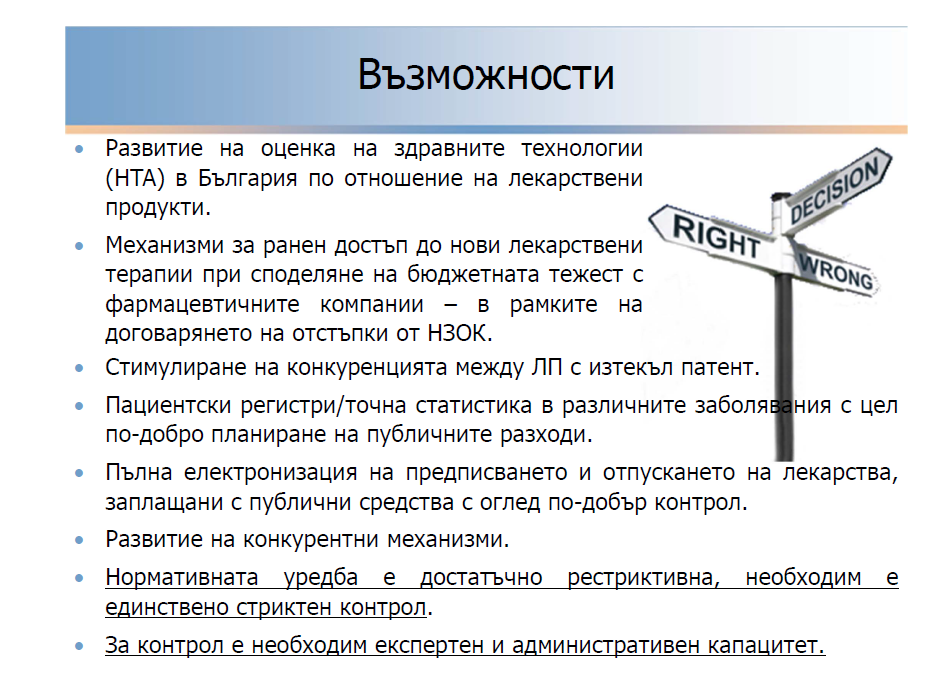 Възможности
Развитие на оценка на здравните технологии
(НТА) в България по отношение на лекарствени
продукти.
Механизми за ранен достъп до нови лекарствени
терапии при споделяне на бюджетната тежест с
фармацевтичните компании – в рамките на
договарянето на отстъпки от НЗОК.
Стимулиране на конкуренцията между ЛП с изтекъл патент.
Пациентски регистри/точна статистика в различните заболявания с цел
по-добро планиране на публичните разходи.
Пълна електронизация на предписването и отпускането на лекарства,
заплащани с публични средства с оглед по-добър контрол.
Развитие на конкурентни механизми.
Нормативната уредба е достатъчно рестриктивна, необходим е
единствено стриктен контрол.
За контрол е необходим експертен и административен капацитет.
DECISION
RIGHT
WRONG